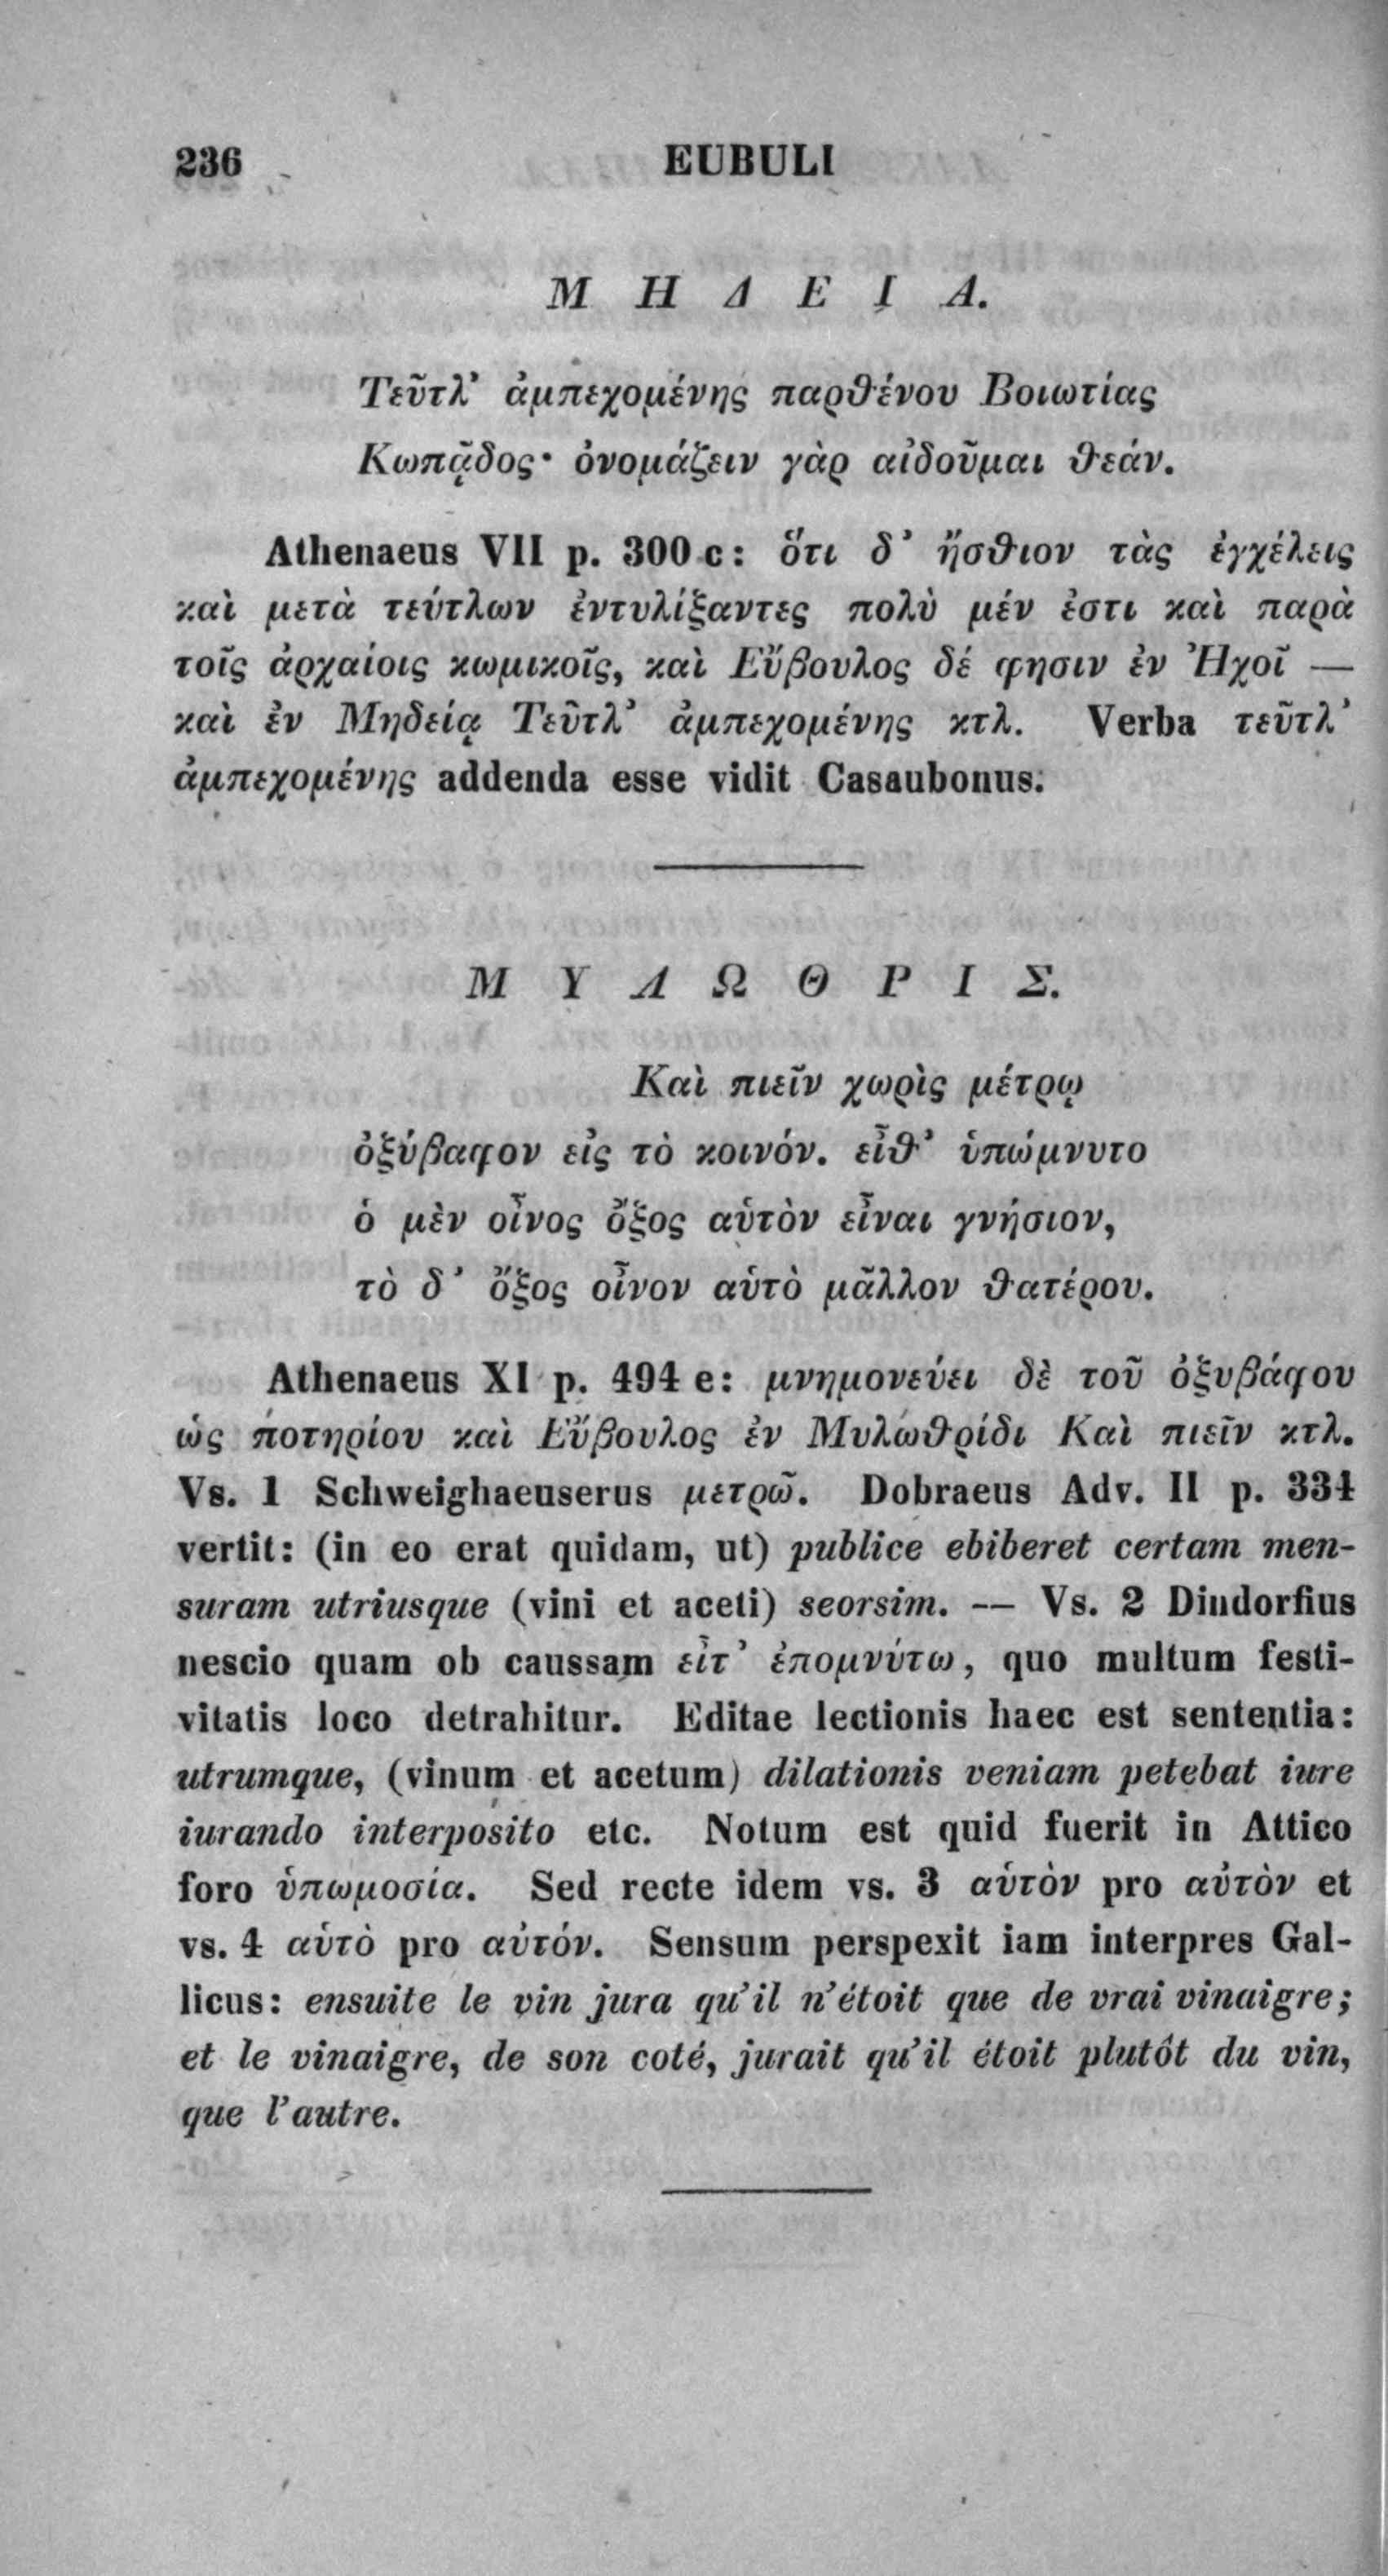 236 EUBULI
Μ Η Δ Ε Ι Α.
Τεῦτλ᾽ ἀμπεχομένης παρϑένου Βοιωτίας
Κωπᾷδος· ὀνομάζειν γὰρ αἰδοῦμαι ϑεάν.
Athenaeus VII p. 300 c: ὅτι δ᾽ ἤσϑιον τὰς ἐγχέλεις
καὶ μετὰ τεύτλων ἐντυλίξαντες πολὺ μέν ἐστι καὶ παρὰ
τοῖς ἀρχαίοις κωμικοῖς, καὶ Εὔβουλος δέ φησιν ἐν Ἠχοῖ —
καὶ ἐν Μηδείᾳ Τεῦτλ᾽ ἀμπεχομένης κτλ. Verba τεῦτλ᾽
ἀμπεχομένης addenda esse vidit Casaubonus.
Μ Υ Λ Ω Θ Ρ Ι Σ.
Καὶ πιεῖν χωρὶς μέτρῳ
ὀξύβαφον εἰς τὸ κοινόν. εἶϑ᾽ ὑπώμνυτο
ὁ μὲν οἶνος ὄξος αὑτὸν εἶναι γνήσιον,
τὸ δ᾽ ὄξος οἶνον αὑτὸ μᾶλλον ϑατέρου.
Athenaeus XI p. 494 e: μνημονεύει δὲ τοῦ ὀξυβάφου
ὡς ποτηρίου καὶ Εὔβουλος ἐν Μυλωϑρίδι Καὶ πιεῖν κτλ.
Vs. 1 Schweighaeuserus μετρῶ. Dobraeus Adv. II p. 334
vertit: (in eo erat quidam, ut) publice ebiberet certam men-
suram utriusque (vini et aceti) seorsim. — Vs. 2 Dindorfius
nescio quam ob caussam εἶτ᾽ ἐπομνύτω, quo multum festi-
vitatis loco detrahitur. Editae lectionis haec est sententia:
utrumque, (vinum et acetum) dilationis veniam petebat iure
iurando interposito etc. Notum est quid fuerit in Attico
foro ὑπωμοσία. Sed recte idem vs. 3 αὑτὸν pro αὐτὸν et
vs. 4 αὑτὸ pro αὐτόν. Sensum perspexit iam interpres Gal-
licus: ensuite le vin jura qu'il n'étoit que de vrai vinaigre;
et le vinaigre, de son coté, jurait qu'il étoit plutôt du vin,
que l'autre.